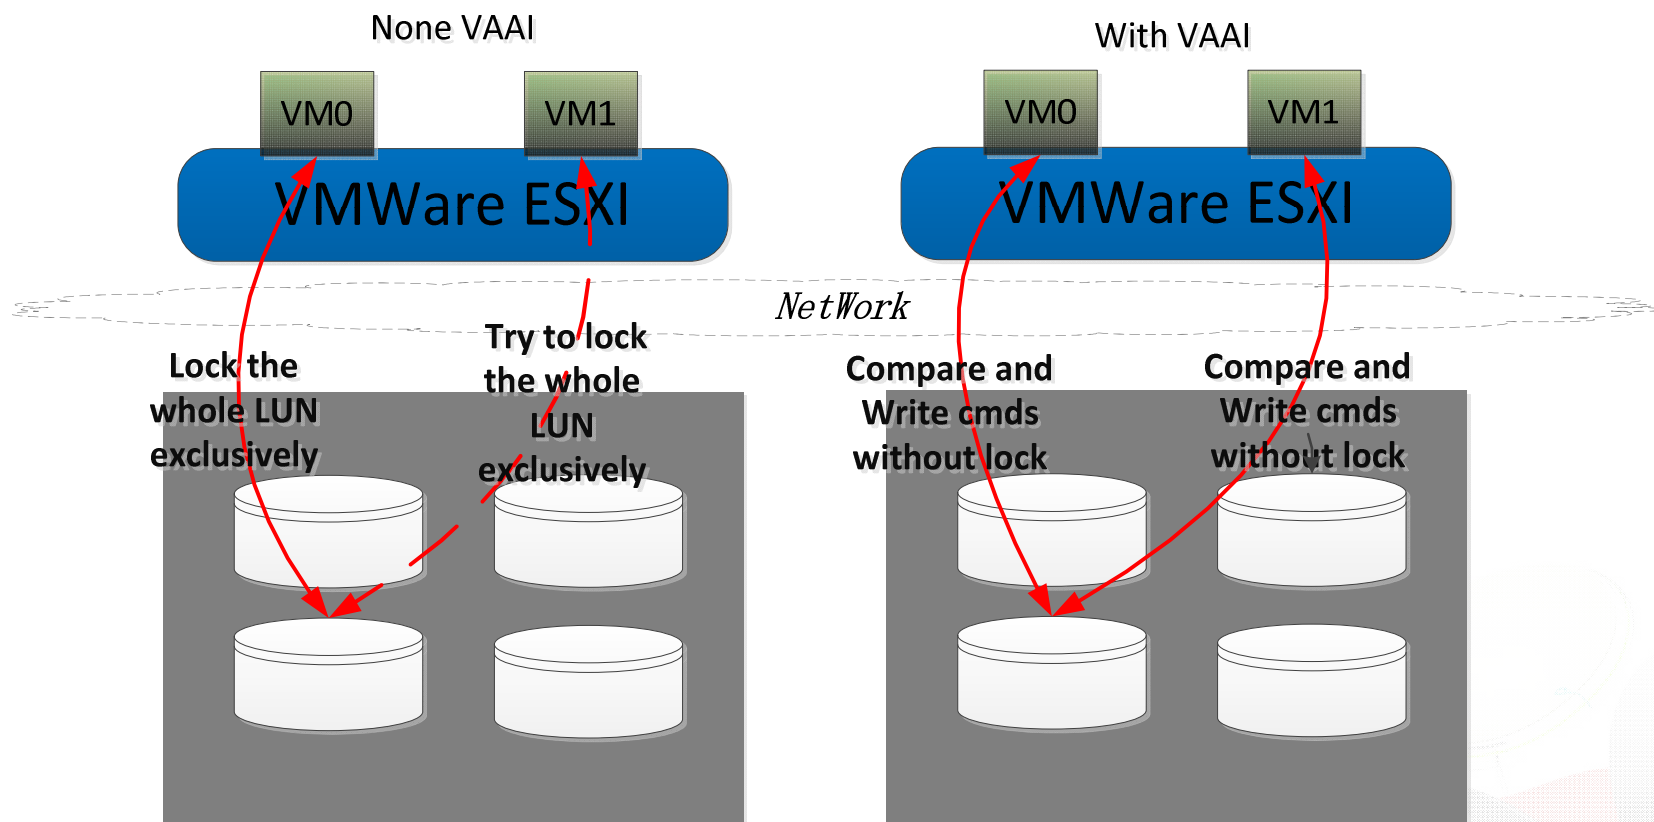 None VAAI
VM0
VM1
VMWare ESXI
Lock the
whole LUN
exclusively
Try to lock
the whole
LUN
exclusively
NetWork
With VAAI
VM0
VM1
VMWare ESXI
Compare and
Write cmds
without lock
Compare and
Write cmds
without lock